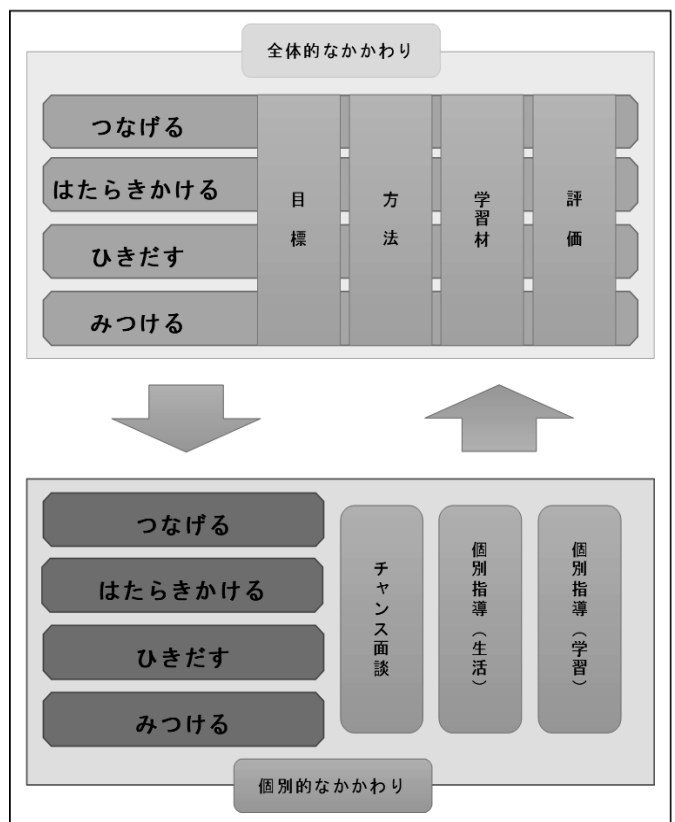 全体的なかかわり
つなげる
はたらきかける
ひきだす
みつける
目標
方法
学習材
評価
つなげる
はたらきかける
ひきだす
みつける
チャンス面談
個別指導（生活）
個別指導（学習）
個別的なかかわり